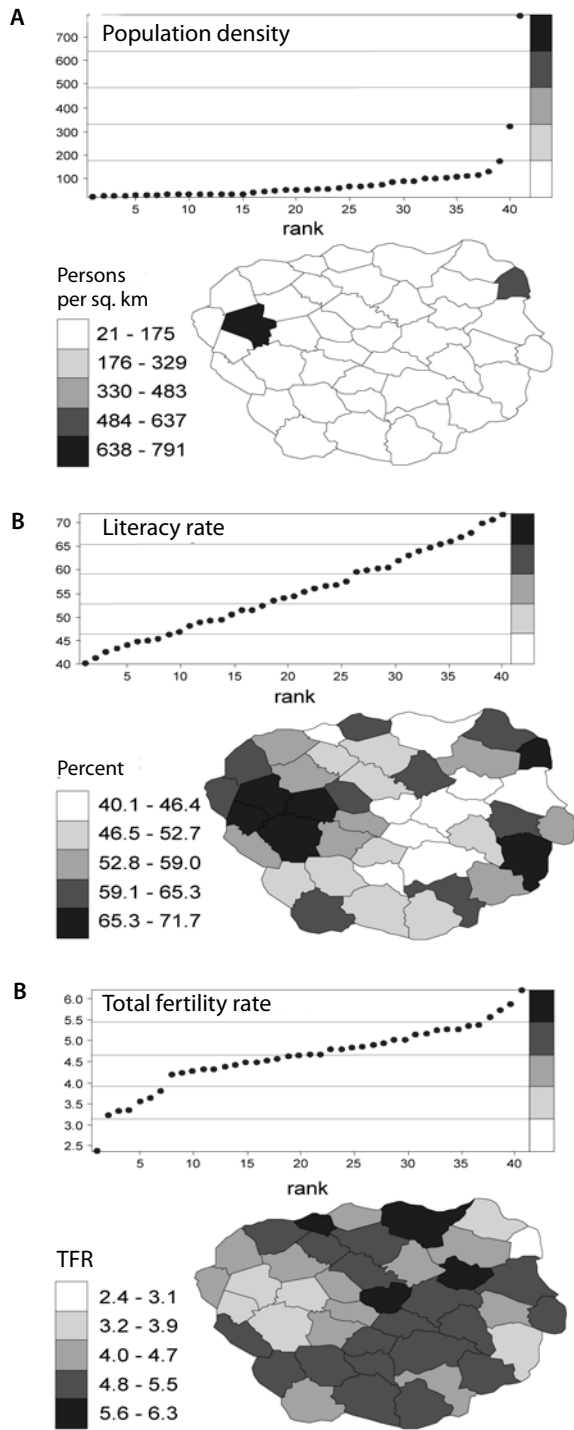 A
Population density
700
600
500
400
300
200
100
5 10 15 20 25 30 35 40
rank
Persons
per sq. km
21 - 175
176 - 329
330 - 483
484 - 637
638 - 791
B
Literacy rate
70
65
60
55
50
45
40
5 10 15 20 25 30 35 40
rank
Percent
40.1 - 46.4
46.5 - 52.7
52.8 - 59.0
59.1 - 65.3
65.3 - 71.7
B
Total fertility rate
6.0
5.5
5.0
4.5
4.0
3.5
3.0
2.5
5 10 15 20 25 30 35 40
rank
TFR
2.4 - 3.1
3.2 - 3.9
4.0 - 4.7
4.8 - 5.5
5.6 - 6.3